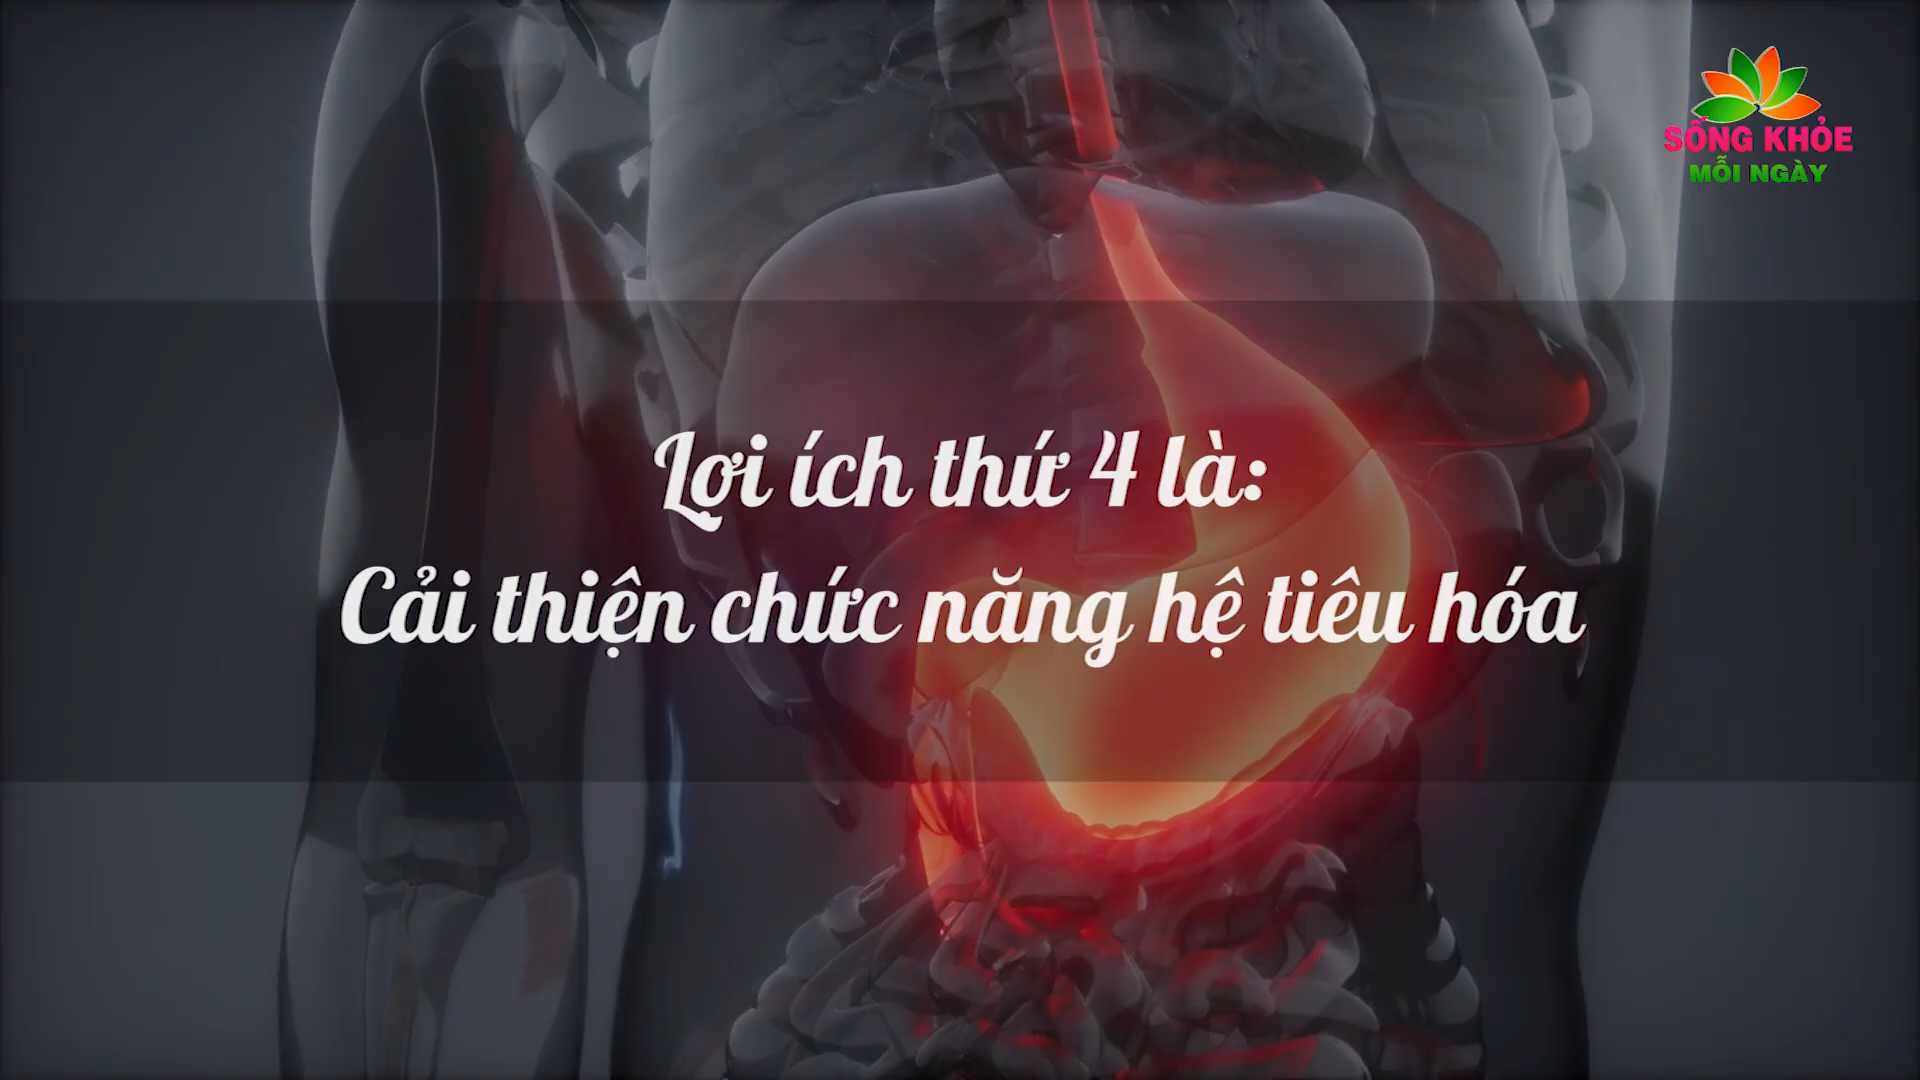 SỐNG KHỎE
MỖI NGÀY
Lợi ích thứ 4 là:
Cải thiện chức năng hệ tiêu hóa